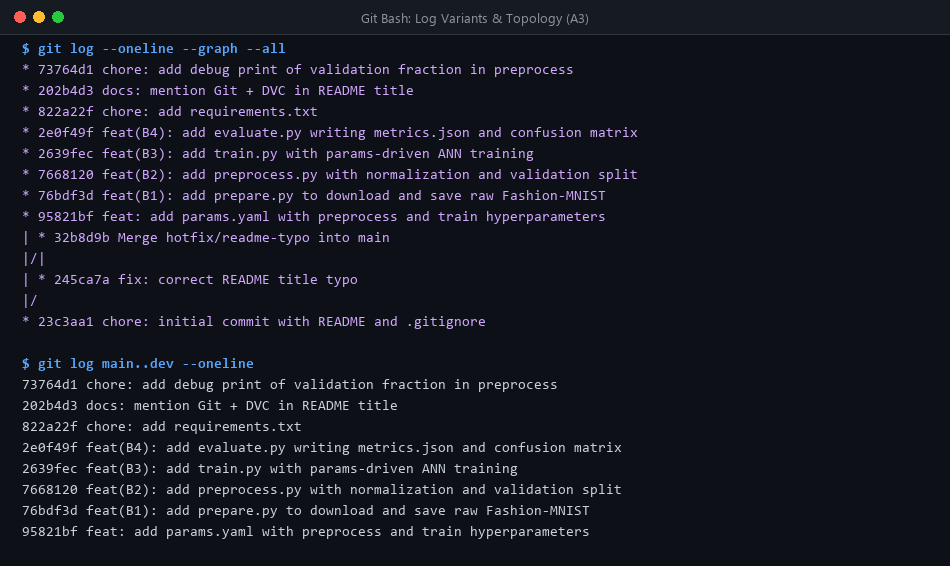 Git Bash: Log Variants & Topology (A3)
$ git log --oneline --graph --all
* 73764d1 chore: add debug print of validation fraction in preprocess
* 202b4d3 docs: mention Git + DVC in README title
* 822a22f chore: add requirements.txt
* 2e0f49f feat(B4): add evaluate.py writing metrics.json and confusion matrix
* 2639fec feat(B3): add train.py with params-driven ANN training
* 7668120 feat(B2): add preprocess.py with normalization and validation split
* 76bdf3d feat(B1): add prepare.py to download and save raw Fashion-MNIST
* 95821bf feat: add params.yaml with preprocess and train hyperparameters
| * 32b8d9b Merge hotfix/readme-typo into main
|/|
| * 245ca7a fix: correct README title typo
|/
* 23c3aa1 chore: initial commit with README and .gitignore
$ git log main..dev --oneline
73764d1 chore: add debug print of validation fraction in preprocess
202b4d3 docs: mention Git + DVC in README title
822a22f chore: add requirements.txt
2e0f49f feat(B4): add evaluate.py writing metrics.json and confusion matrix
2639fec feat(B3): add train.py with params-driven ANN training
7668120 feat(B2): add preprocess.py with normalization and validation split
76bdf3d feat(B1): add prepare.py to download and save raw Fashion-MNIST
95821bf feat: add params.yaml with preprocess and train hyperparameters